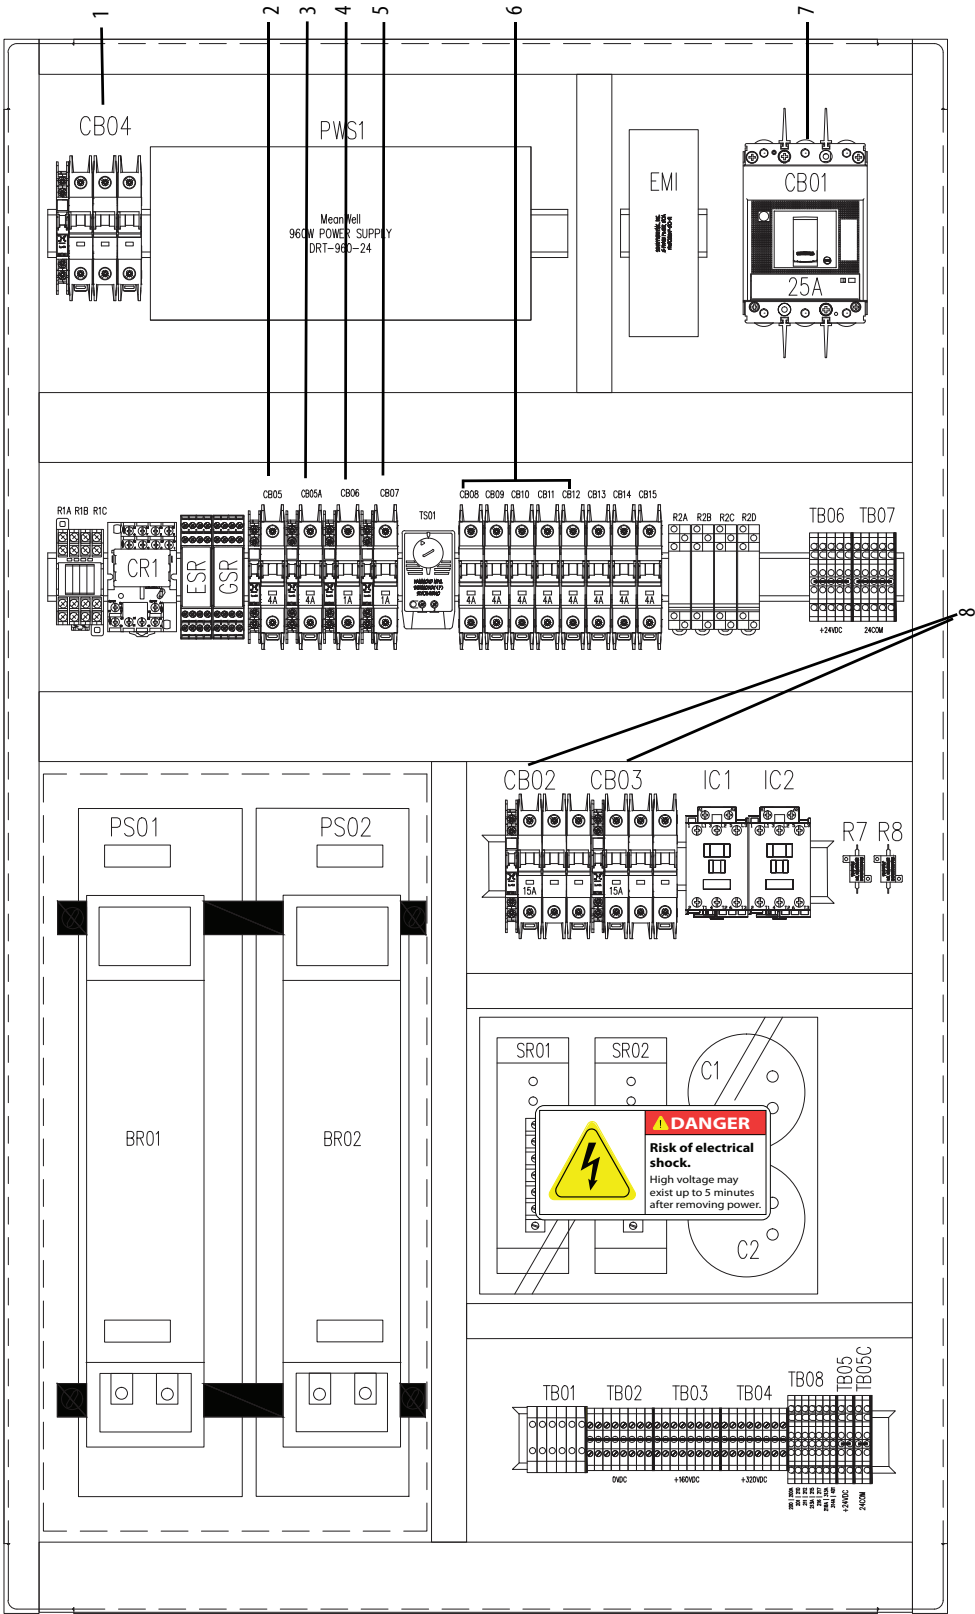 1
2
3
4
5
6
7
CB04
PWS1
MeanWell
960W POWER SUPPLY
DRT-960-24
EMI
CB01
25A
R1A R1B R1C
CB05
CB05A
CB06
CB07
TS01
CB08
CB09
CB10
CB11
CB12
CB13
CB14
CB15
R2A
R2B
R2C
R2D
TB06
TB07
CR1
ESR
GSR
4A
4A
1A
1A
4A
4A
4A
4A
4A
4A
4A
4A
+24VDC
24COM
8
CB02
CB03
IC1
IC2
R7
R8
15A
15A
PS01
PS02
BR01
BR02
SR01
SR02
C1
C2
DANGER
Risk of electrical
shock.
High voltage may
exist up to 5 minutes
after removing power.
TB01
TB02
TB03
TB04
TB08
TB05
TB05C
0VDC
+160VDC
+320VDC
+24VDC
24COM